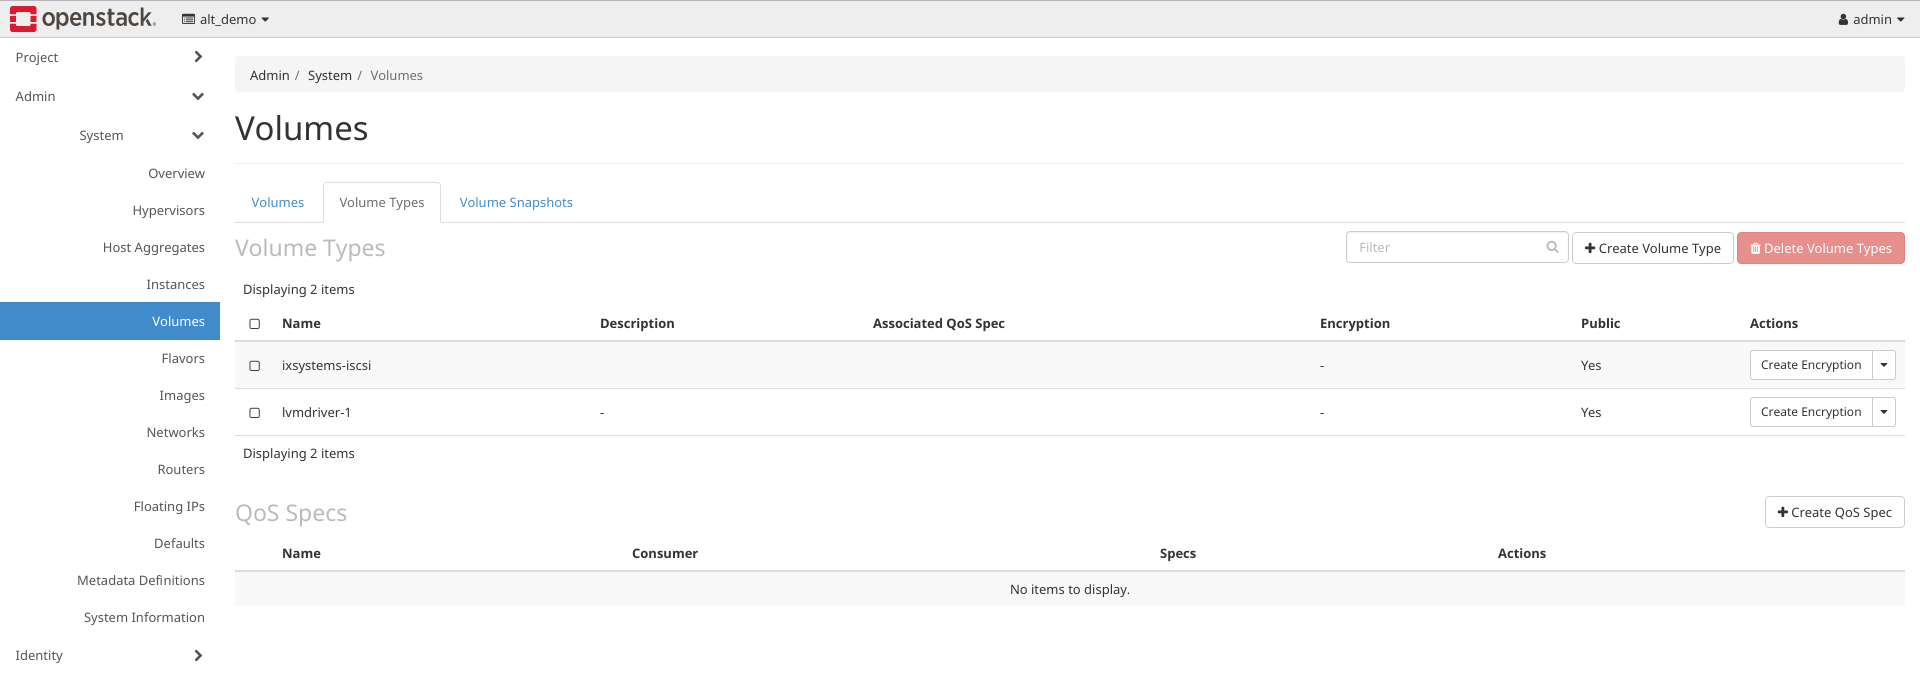 openstack. alt_demo admin
Project
Admin
System
Overview
Hypervisors
Host Aggregates
Instances
Volumes
Flavors
Images
Networks
Routers
Floating IPs
Defaults
Metadata Definitions
System Information
Identity
Admin / System / Volumes
Volumes
Volumes Volume Types Volume Snapshots
Volume Types Filter Create Volume Type Delete Volume Types
Displaying 2 items
Name Description Associated QoS Spec Encryption Public Actions
ixsystems-iscsi - Yes Create Encryption
lvmdriver-1 - - Yes Create Encryption
Displaying 2 items
QoS Specs Create QoS Spec
Name Consumer Specs Actions
No items to display.